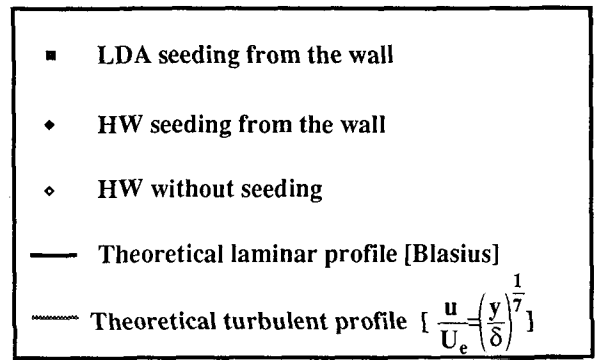 LDA seeding from the wall
HW seeding from the wall
HW without seeding
Theoretical laminar profile [Blasius]
Theoretical turbulent profile [ u/U_e = (y/δ)^1/7 ]